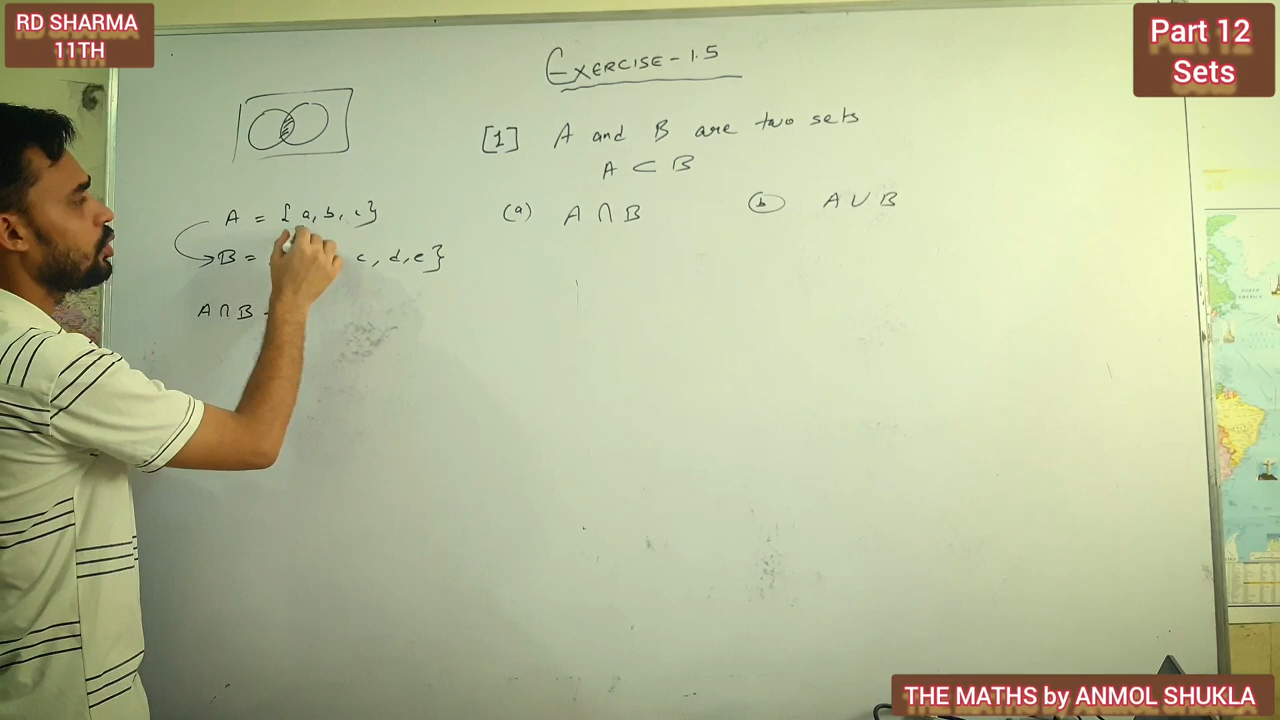 RD SHARMA
11TH
Part 12
Sets
EXERCISE-1.5
[1] A and B are two sets
A ⊂ B
(a) A ∩ B (b) A ∪ B
A = {a, b, c}
B = c, d, e}
A ∩ B
THE MATHS by ANMOL SHUKLA